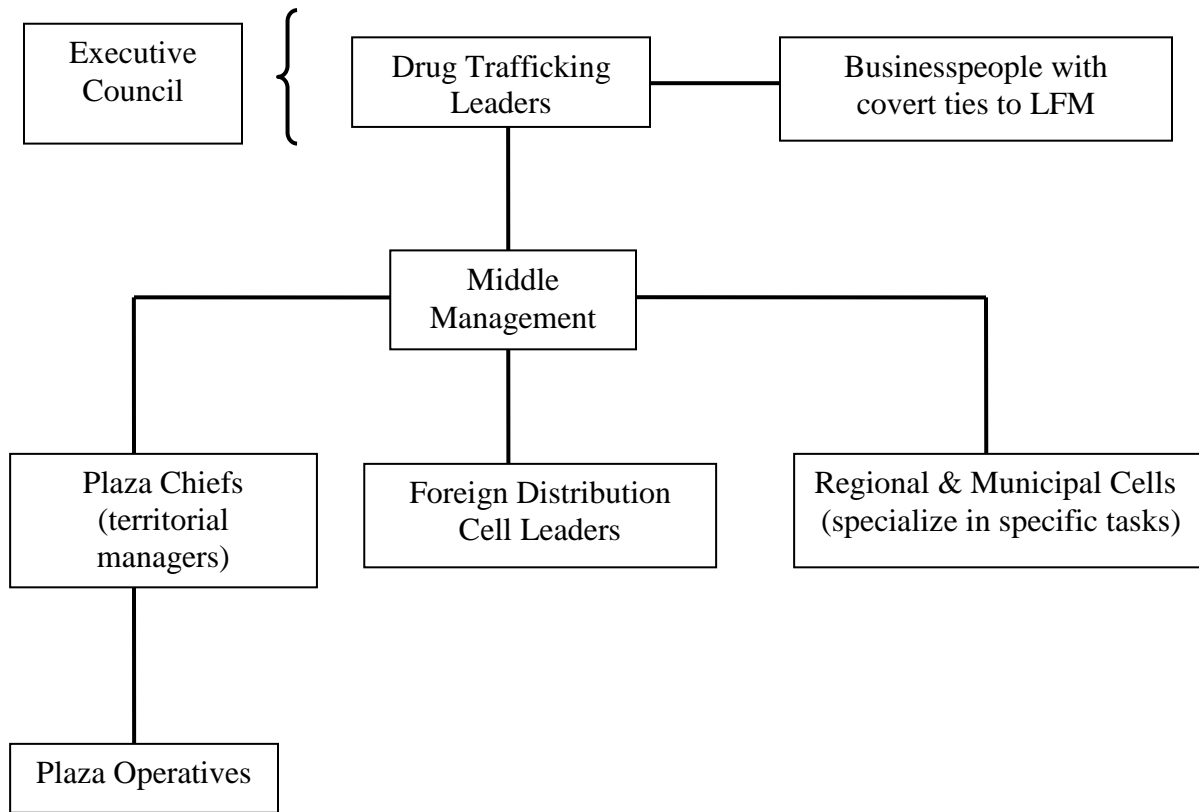 Executive
Council
Drug Trafficking
Leaders
Businesspeople with
covert ties to LFM
Middle
Management
Plaza Chiefs
(territorial
managers)
Foreign Distribution
Cell Leaders
Regional & Municipal Cells
(specialize in specific tasks)
Plaza Operatives